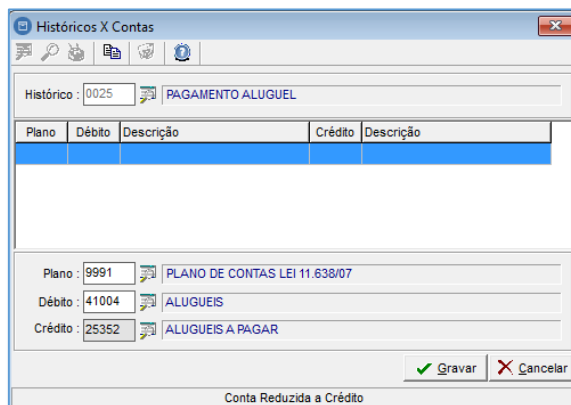 Históricos X Contas
Histórico : 0025 PAGAMENTO ALUGUEL
Plano Débito Descrição Crédito Descrição
Plano : 9991 PLANO DE CONTAS LEI 11.638/07
Débito : 41004 ALUGUEIS
Crédito : 25352 ALUGUEIS A PAGAR
Gravar Cancelar
Conta Reduzida a Crédito